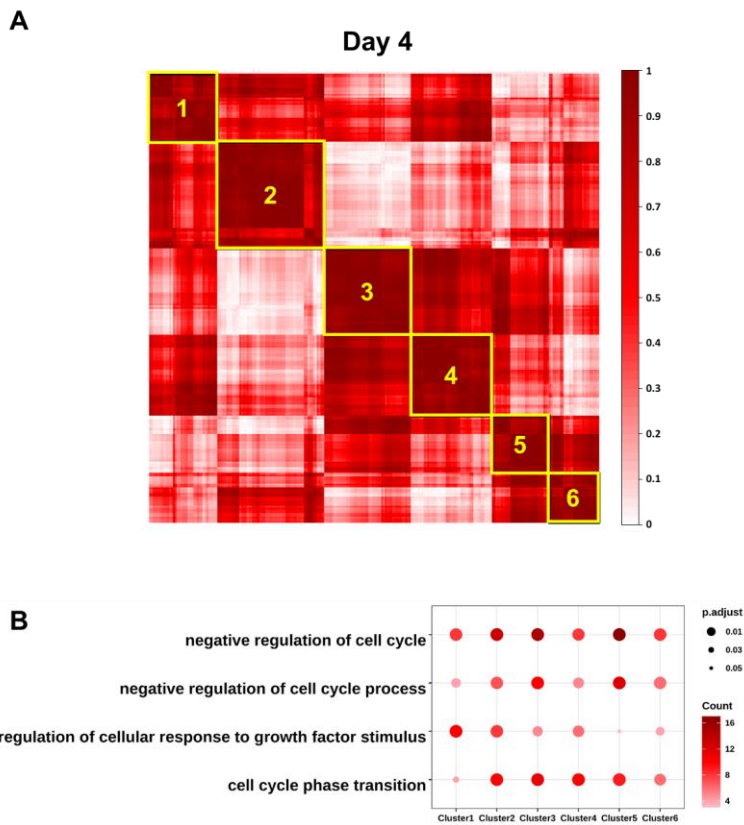 A
Day 4
1
2
3
4
5
6
1
0.9
0.8
0.7
0.6
0.5
0.4
0.3
0.2
0.1
0
B
negative regulation of cell cycle
negative regulation of cell cycle process
regulation of cellular response to growth factor stimulus
cell cycle phase transition
Cluster1 Cluster2 Cluster3 Cluster4 Cluster5 Cluster6
p.adjust
0.01
0.03
0.05
Count
16
12
8
4